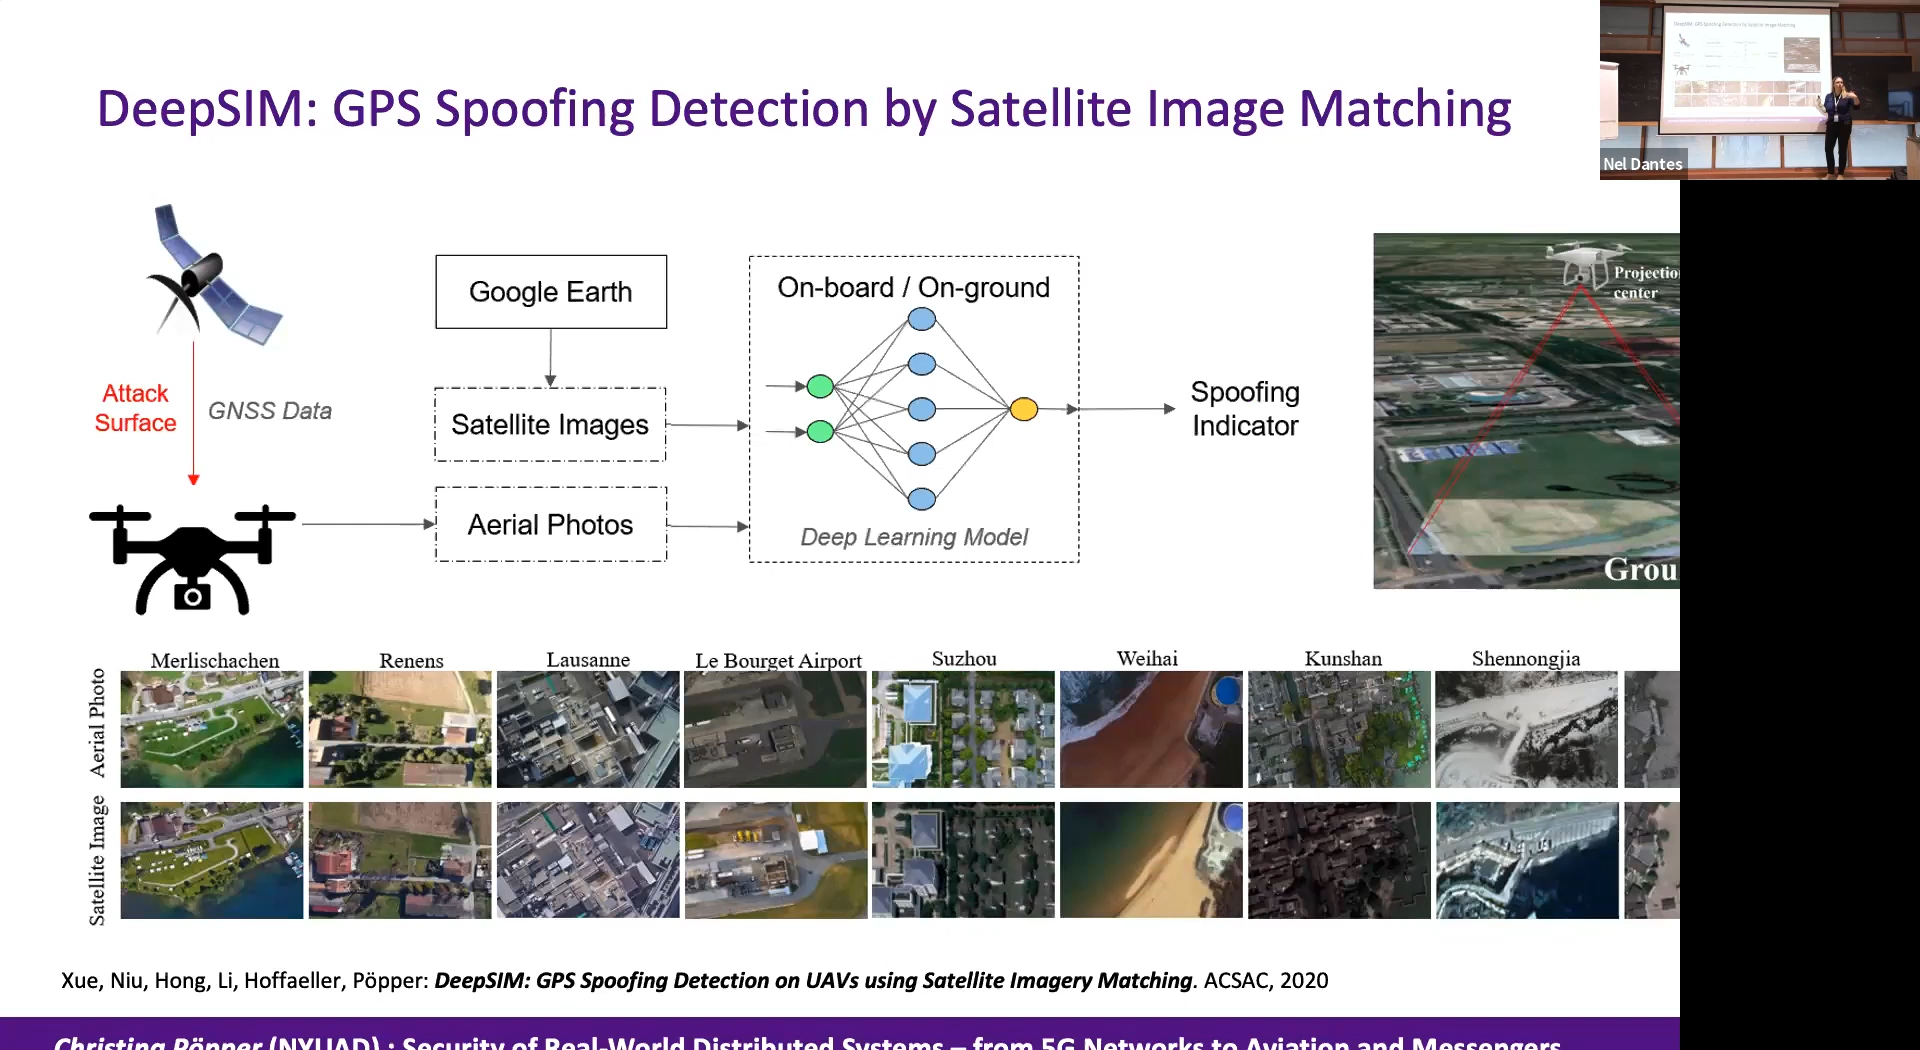 DeepSIM: GPS Spoofing Detection by Satellite Image Matching
Nel Dantes
Attack
Surface
GNSS Data
Google Earth
Satellite Images
Aerial Photos
On-board / On-ground
Deep Learning Model
Spoofing
Indicator
Projectio
center
Grou
Merlischachen
Renens
Lausanne
Le Bourget Airport
Suzhou
Weihai
Kunshan
Shennongjia
Aerial Photo
Satellite Image
Xue, Niu, Hong, Li, Hoffaeller, Pöpper: DeepSIM: GPS Spoofing Detection on UAVs using Satellite Imagery Matching. ACSAC, 2020
Christina Pöpper (NYUAD) : Security of Real-World Distributed Systems – from 5G Networks to Aviation and Messengers